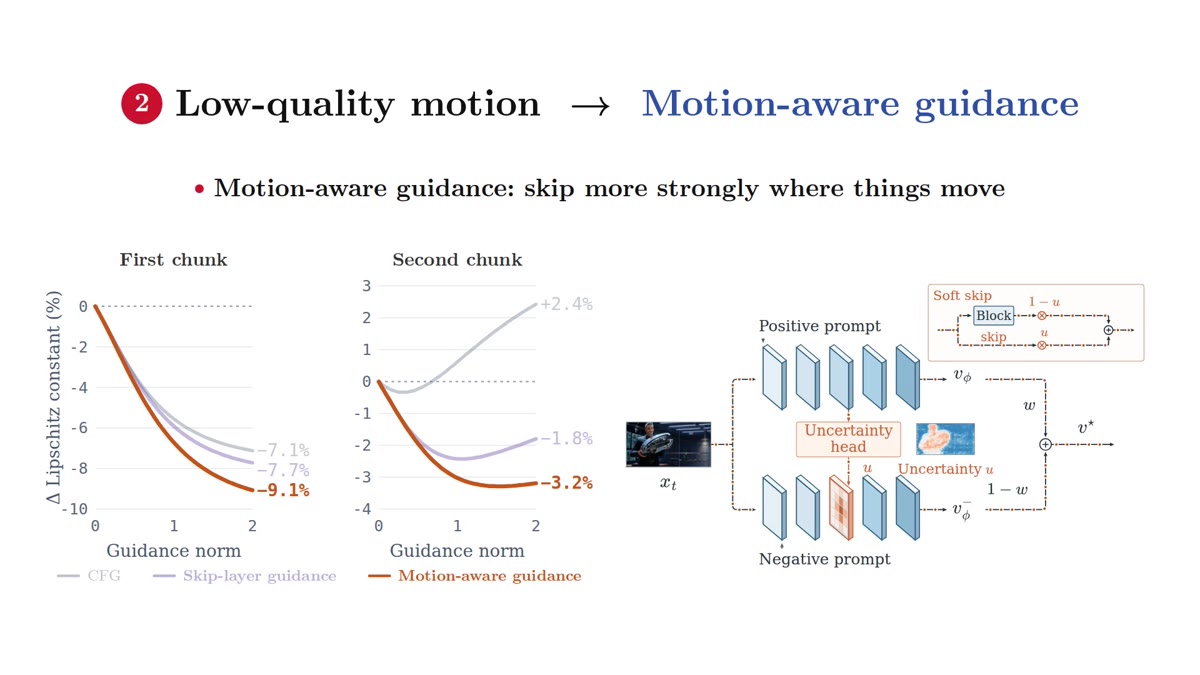 2 Low-quality motion → Motion-aware guidance
• Motion-aware guidance: skip more strongly where things move
First chunk
Δ Lipschitz constant (%)
0
-2
-4
-6
-8
-10
0 1 2
Guidance norm
−7.1%
−7.7%
−9.1%
Second chunk
3
2
1
0
-1
-2
-3
-4
0 1 2
Guidance norm
+2.4%
−1.8%
−3.2%
CFG Skip-layer guidance Motion-aware guidance
Soft skip
1 − u
Block
skip
u
Positive prompt
v_ϕ
w
Uncertainty
head
v⋆
x_t
u
Uncertainty u
1 − w
v_ϕ^−
Negative prompt